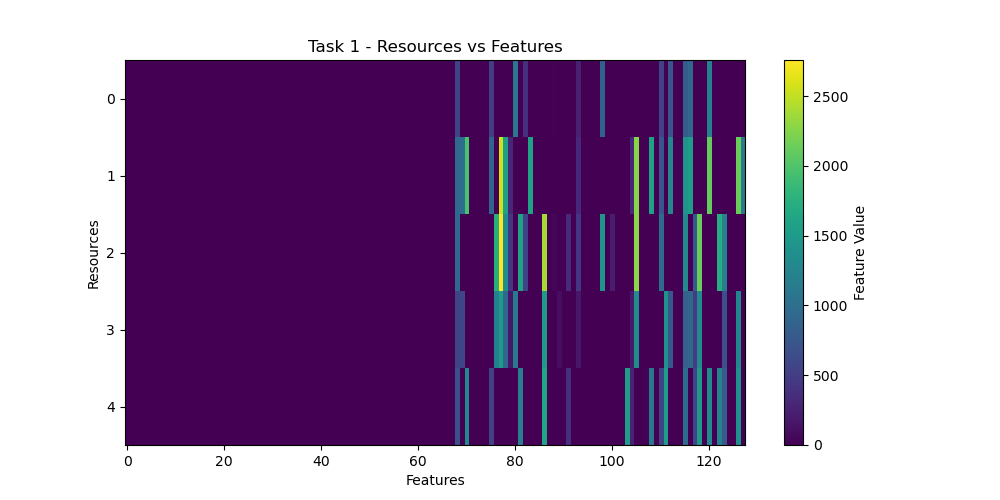 Task 1 - Resources vs Features
Resources
0
1
2
3
4
0 20 40 60 80 100 120
Features
2500
2000
1500
1000
500
0
Feature Value